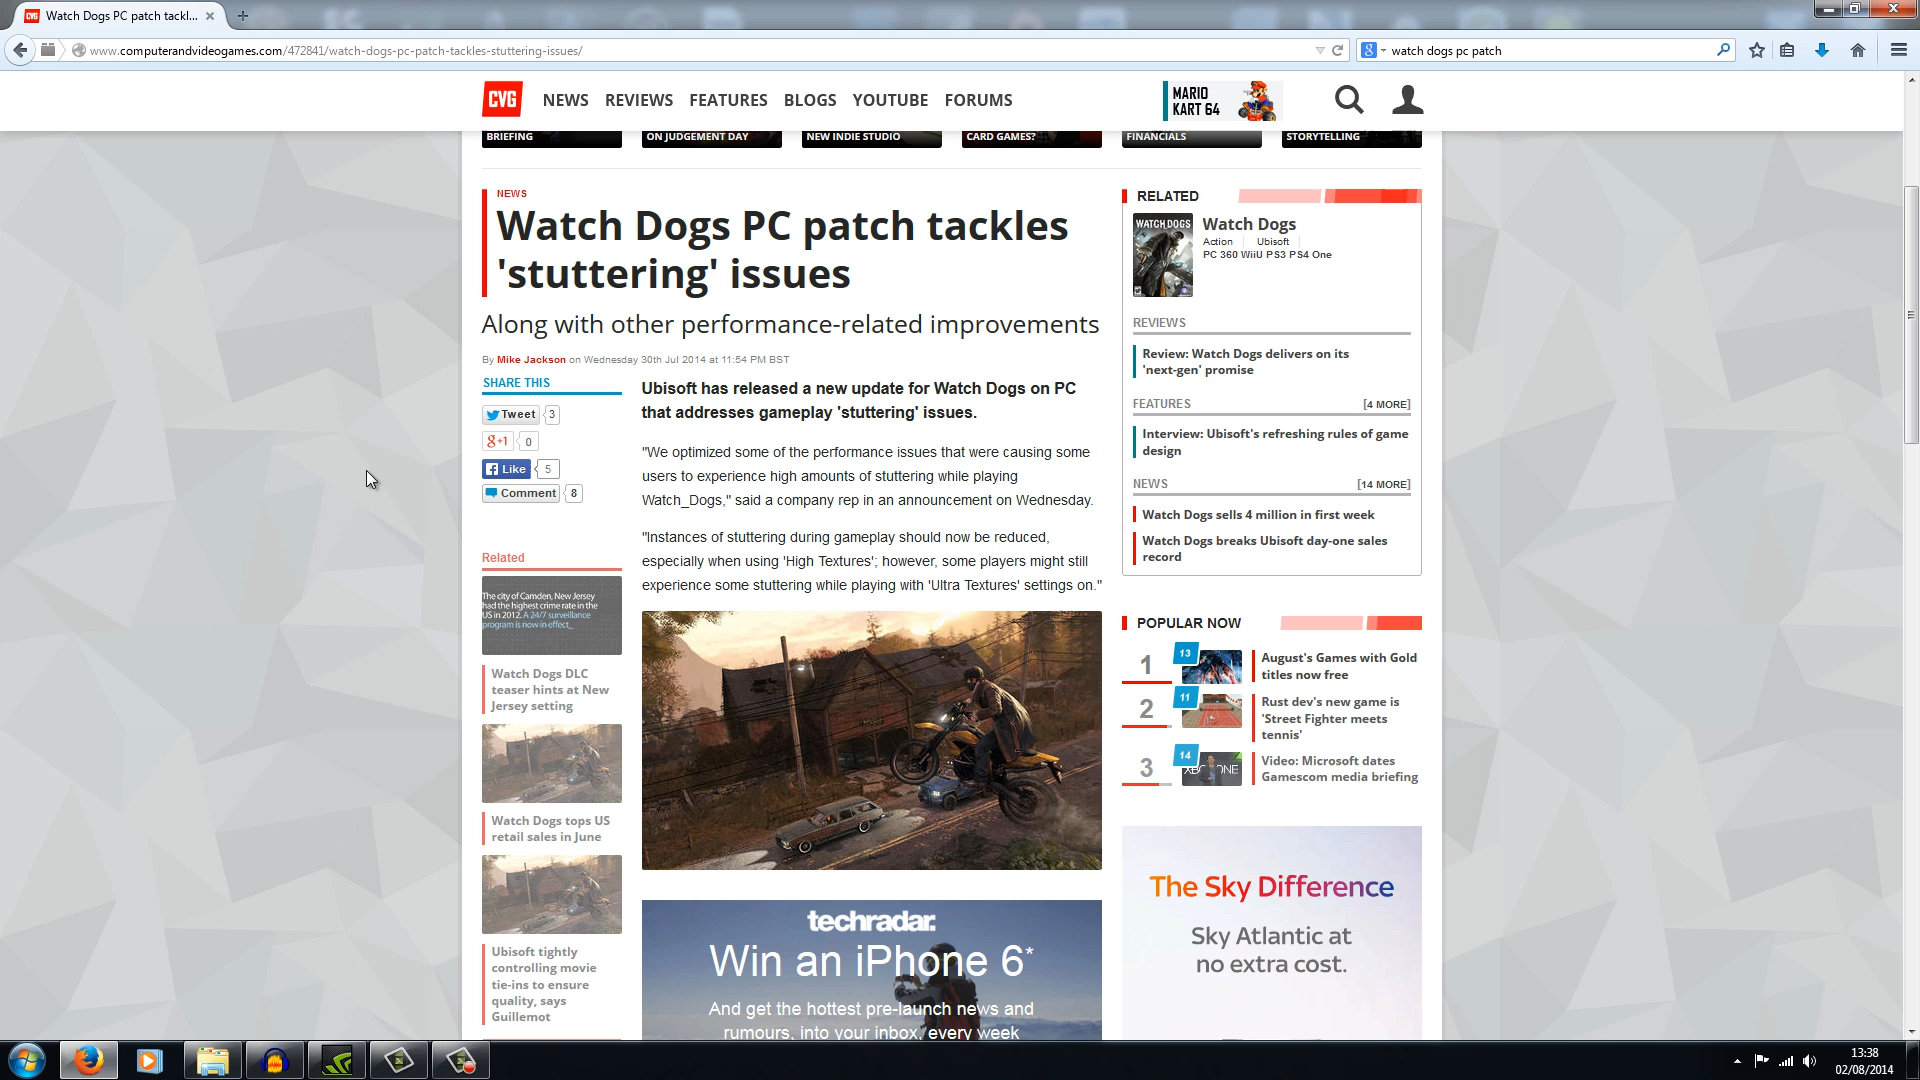 Watch Dogs PC patch tackl...
www.computerandvideogames.com/472841/watch-dogs-pc-patch-tackles-stuttering-issues/
watch dogs pc patch
CVG
NEWS
REVIEWS
FEATURES
BLOGS
YOUTUBE
FORUMS
MARIO
KART 64
BRIEFING
ON JUDGEMENT DAY
NEW INDIE STUDIO
CARD GAMES?
FINANCIALS
STORYTELLING
NEWS
Watch Dogs PC patch tackles
'stuttering' issues
Along with other performance-related improvements
By Mike Jackson on Wednesday 30th Jul 2014 at 11:54 PM BST
SHARE THIS
Tweet 3
g+1 0
Like 5
Comment 8
Related
The city of Camden, New Jersey
had the highest crime rate in the
US in 2012. A 24/7 surveillance
program is now in effect_
Watch Dogs DLC
teaser hints at New
Jersey setting
Watch Dogs tops US
retail sales in June
Ubisoft tightly
controlling movie
tie-ins to ensure
quality, says
Guillemot
Ubisoft has released a new update for Watch Dogs on PC
that addresses gameplay 'stuttering' issues.
"We optimized some of the performance issues that were causing some
users to experience high amounts of stuttering while playing
Watch_Dogs," said a company rep in an announcement on Wednesday.
"Instances of stuttering during gameplay should now be reduced,
especially when using 'High Textures'; however, some players might still
experience some stuttering while playing with 'Ultra Textures' settings on."
techradar.
Win an iPhone 6*
And get the hottest pre-launch news and
rumours, into your inbox, every week
RELATED
WATCH DOGS
Watch Dogs
Action Ubisoft
PC 360 WiiU PS3 PS4 One
REVIEWS
Review: Watch Dogs delivers on its
'next-gen' promise
FEATURES [4 MORE]
Interview: Ubisoft's refreshing rules of game
design
NEWS [14 MORE]
Watch Dogs sells 4 million in first week
Watch Dogs breaks Ubisoft day-one sales
record
POPULAR NOW
1
13
August's Games with Gold
titles now free
2
11
Rust dev's new game is
'Street Fighter meets
tennis'
3
14
XBOX ONE
Video: Microsoft dates
Gamescom media briefing
The Sky Difference
Sky Atlantic at
no extra cost.
13:38
02/08/2014